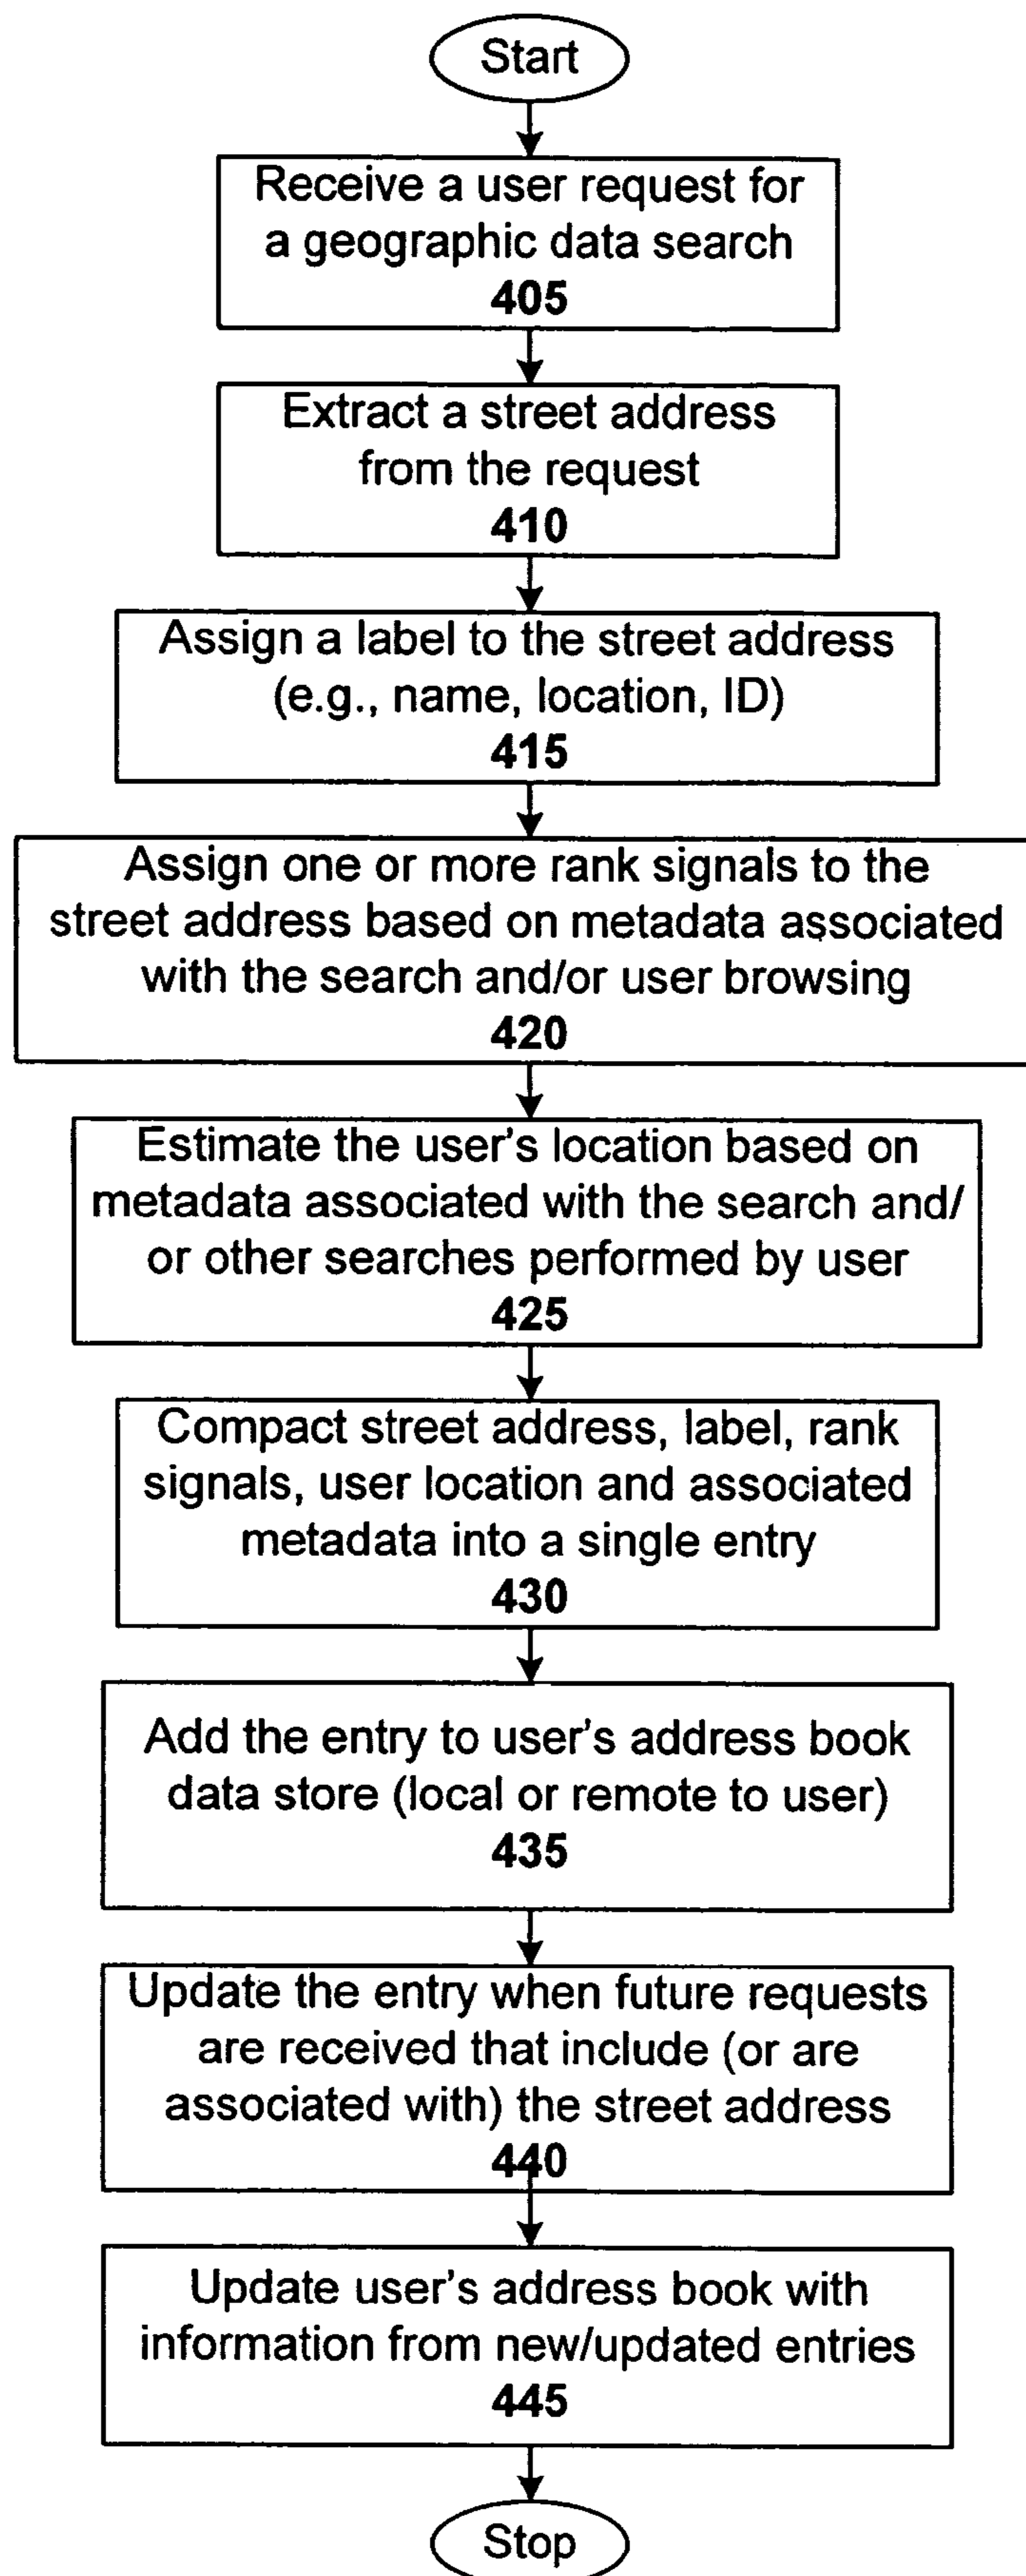 Start
Receive a user request for
a geographic data search
405
Extract a street address
from the request
410
Assign a label to the street address
(e.g., name, location, ID)
415
Assign one or more rank signals to the
street address based on metadata associated
with the search and/or user browsing
420
Estimate the user's location based on
metadata associated with the search and/
or other searches performed by user
425
Compact street address, label, rank
signals, user location and associated
metadata into a single entry
430
Add the entry to user's address book
data store (local or remote to user)
435
Update the entry when future requests
are received that include (or are
associated with) the street address
440
Update user's address book with
information from new/updated entries
445
Stop